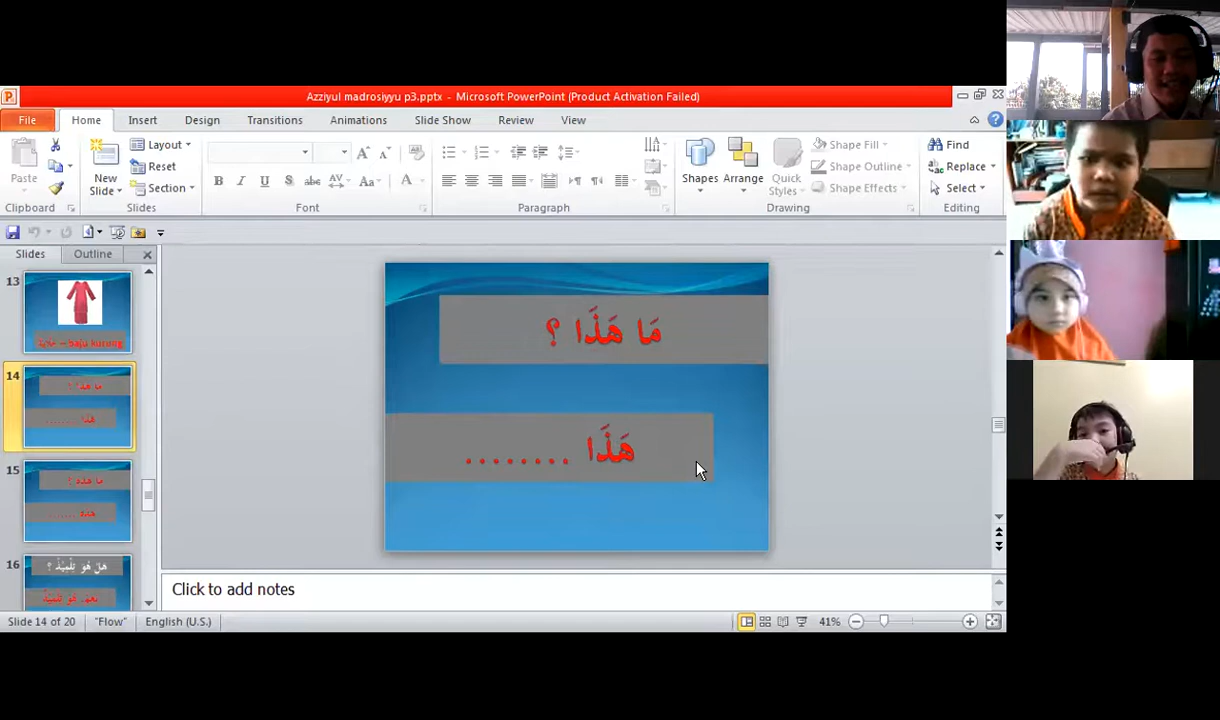 Azziyul madrosiyyu p3.pptx - Microsoft PowerPoint (Product Activation Failed)
File Home Insert Design Transitions Animations Slide Show Review View
Paste
Clipboard
New Slide
Layout
Reset
Section
Slides
Font
Paragraph
Shapes
Arrange
Quick Styles
Shape Fill
Shape Outline
Shape Effects
Drawing
Find
Replace
Select
Editing
Slides Outline
13
baju kurung
14
مَا هَذَا ؟
هَذَا ........
15
مَا هَذِهِ ؟
هَذِهِ ........
16
هَلْ هُوَ تِلْمِيْذٌ ؟
نَعَمْ، هُوَ تِلْمِيْذٌ
مَا هَذَا ؟
هَذَا ........
Click to add notes
Slide 14 of 20 "Flow" English (U.S.) 41%